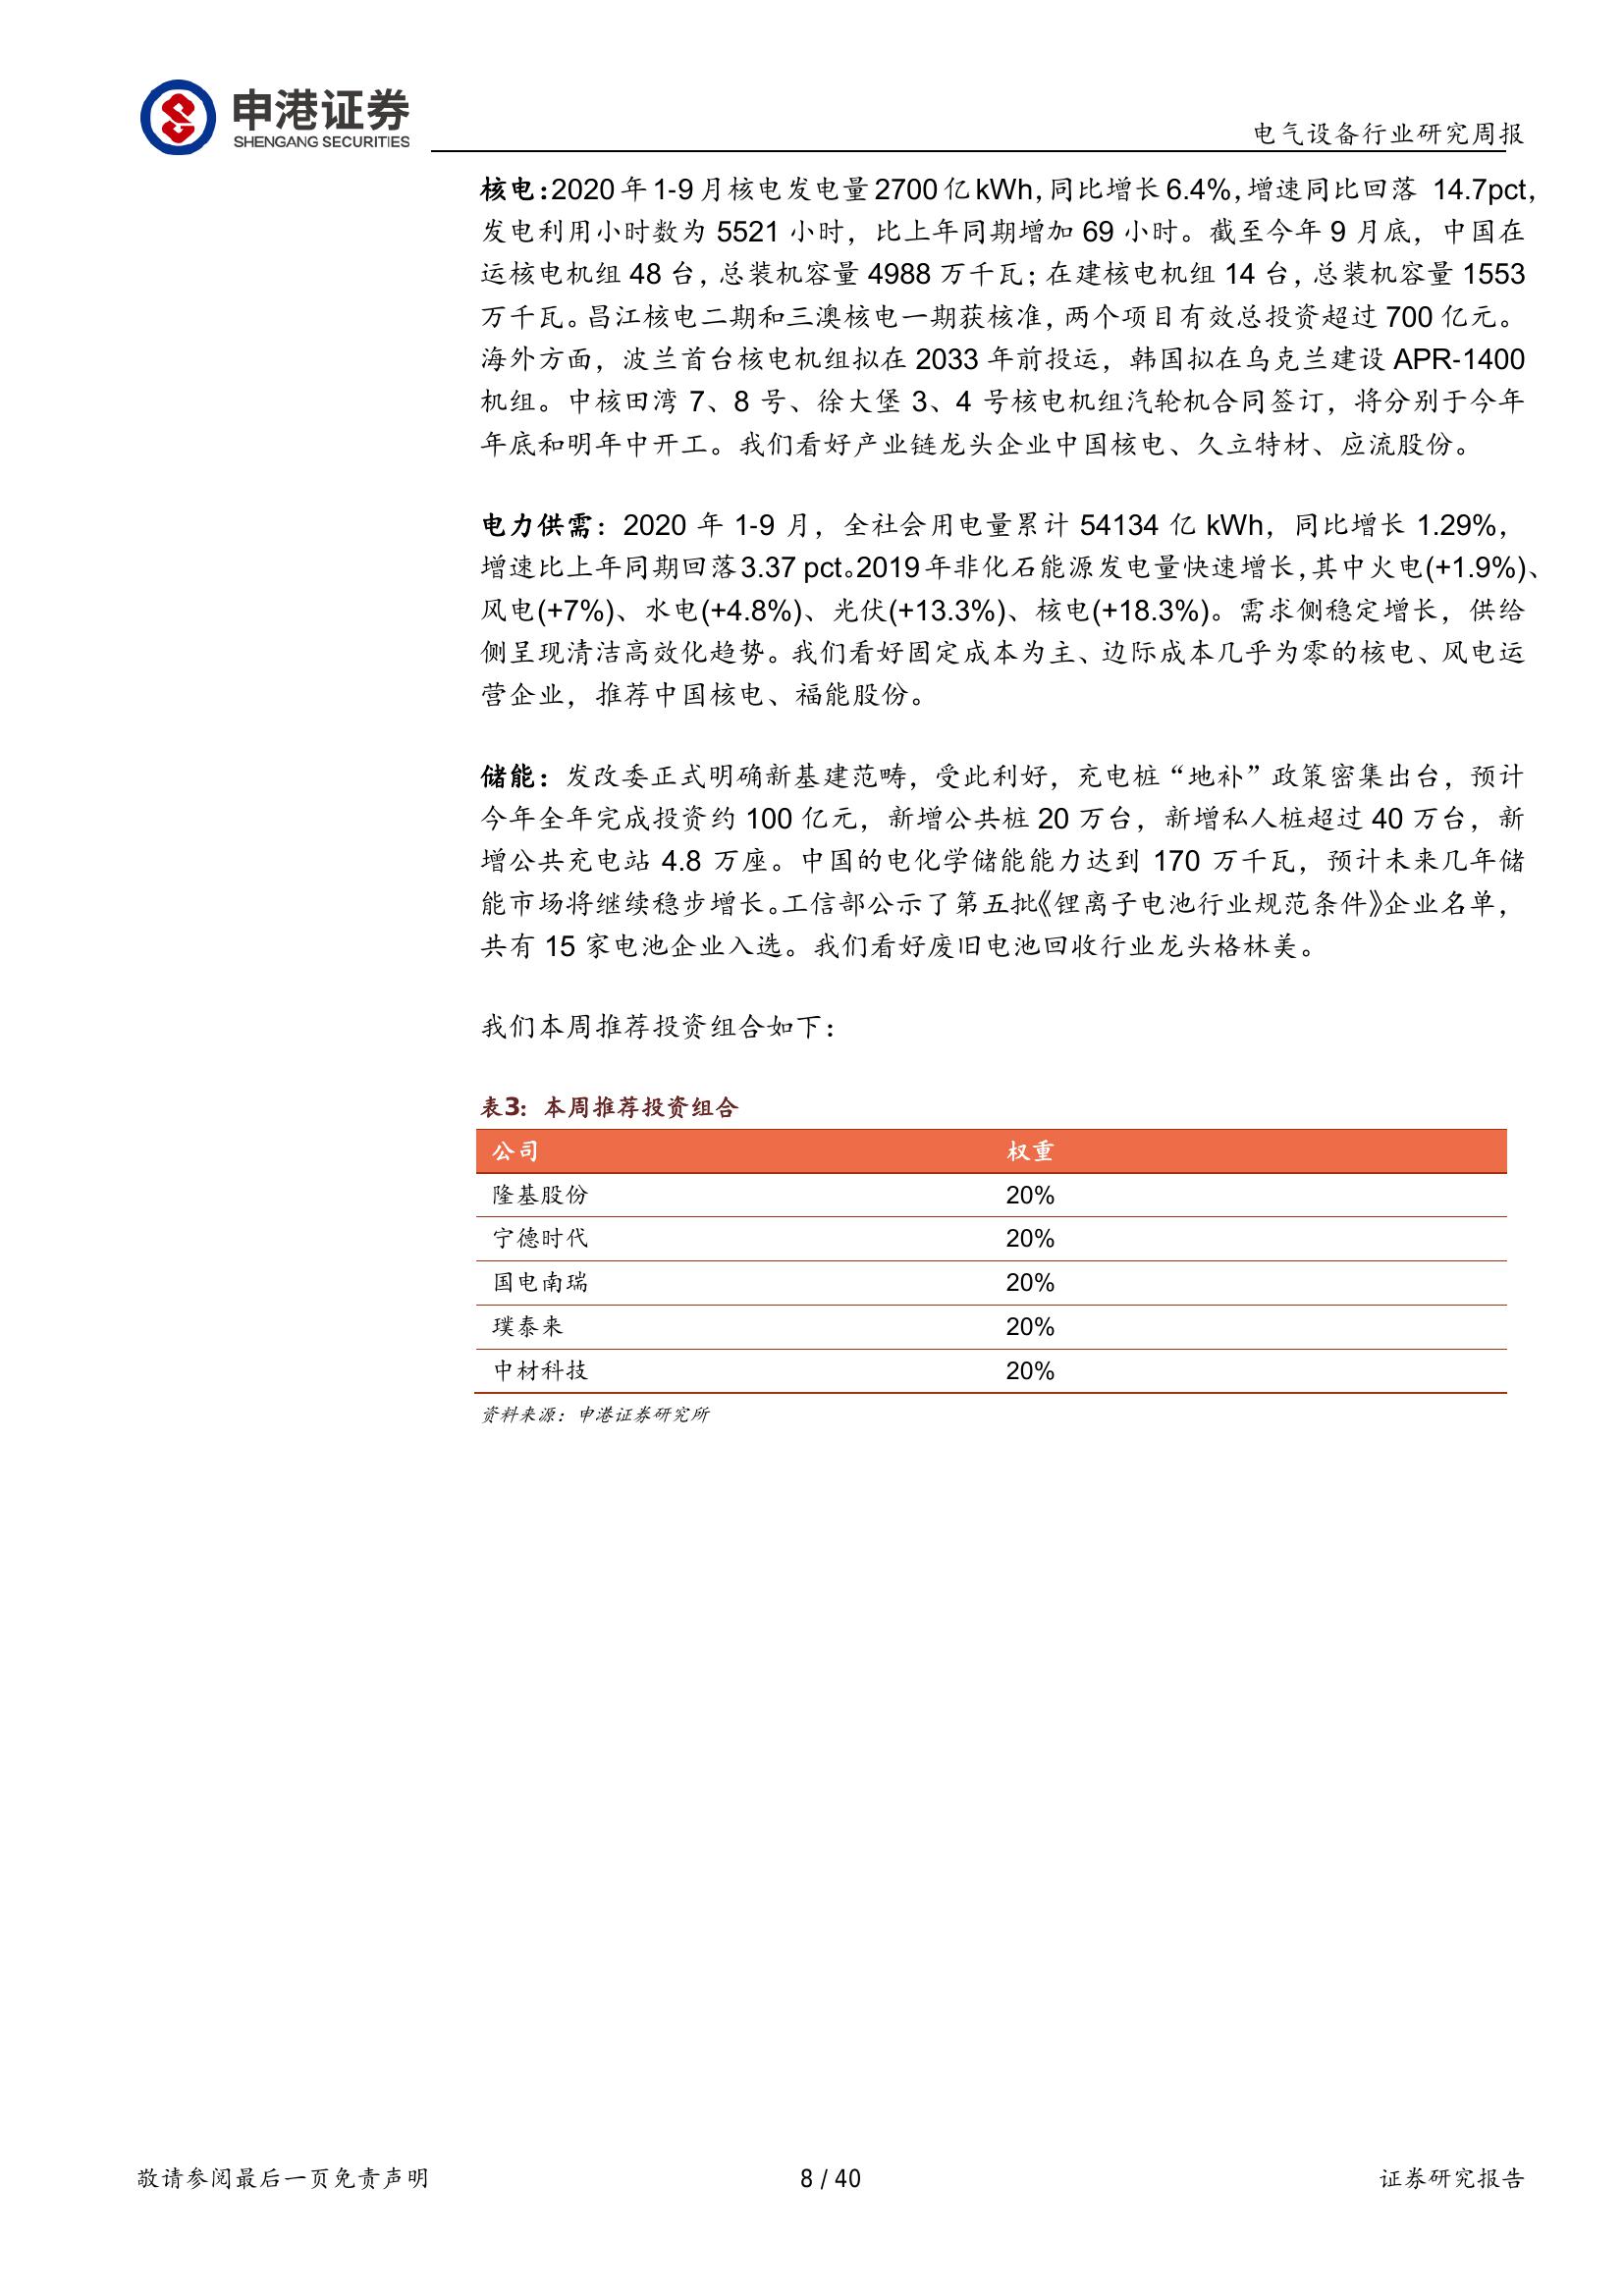 申港证券
SHENGANG SECURITIES
电气设备行业研究周报
核电：2020 年 1-9 月核电发电量 2700 亿 kWh，同比增长 6.4%，增速同比回落 14.7pct，
发电利用小时数为 5521 小时，比上年同期增加 69 小时。截至今年 9 月底，中国在
运核电机组 48 台，总装机容量 4988 万千瓦；在建核电机组 14 台，总装机容量 1553
万千瓦。昌江核电二期和三澳核电一期获核准，两个项目有效总投资超过 700 亿元。
海外方面，波兰首台核电机组拟在 2033 年前投运，韩国拟在乌克兰建设 APR-1400
机组。中核田湾 7、8 号、徐大堡 3、4 号核电机组汽轮机合同签订，将分别于今年
年底和明年中开工。我们看好产业链龙头企业中国核电、久立特材、应流股份。
电力供需：2020 年 1-9 月，全社会用电量累计 54134 亿 kWh，同比增长 1.29%，
增速比上年同期回落 3.37 pct。2019 年非化石能源发电量快速增长，其中火电(+1.9%)、
风电(+7%)、水电(+4.8%)、光伏(+13.3%)、核电(+18.3%)。需求侧稳定增长，供给
侧呈现清洁高效化趋势。我们看好固定成本为主、边际成本几乎为零的核电、风电运
营企业，推荐中国核电、福能股份。
储能：发改委正式明确新基建范畴，受此利好，充电桩“地补”政策密集出台，预计
今年全年完成投资约 100 亿元，新增公共桩 20 万台，新增私人桩超过 40 万台，新
增公共充电站 4.8 万座。中国的电化学储能能力达到 170 万千瓦，预计未来几年储
能市场将继续稳步增长。工信部公示了第五批《锂离子电池行业规范条件》企业名单，
共有 15 家电池企业入选。我们看好废旧电池回收行业龙头格林美。
我们本周推荐投资组合如下：
表3：本周推荐投资组合
公司 权重
隆基股份 20%
宁德时代 20%
国电南瑞 20%
璞泰来 20%
中材科技 20%
资料来源：申港证券研究所
敬请参阅最后一页免责声明 8 / 40 证券研究报告